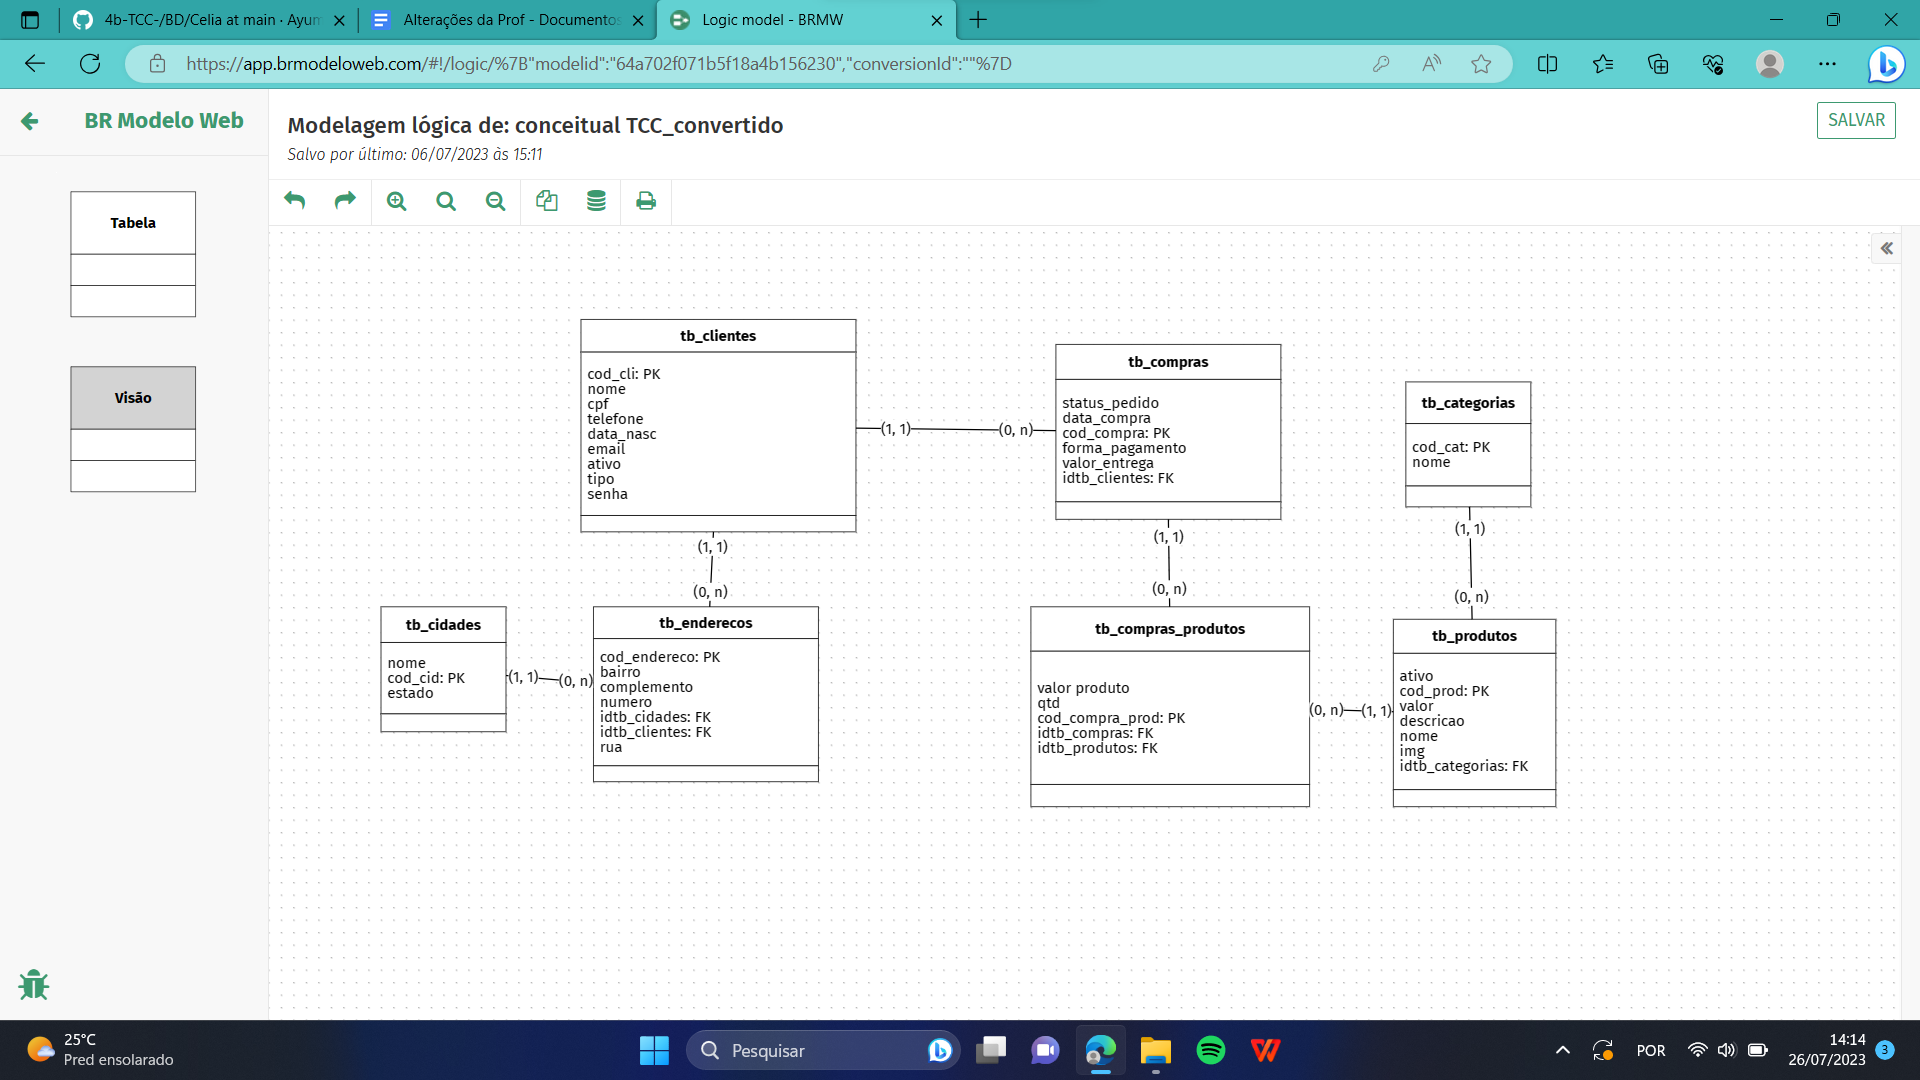 4b-TCC-/BD/Celia at main · Ayum
Alterações da Prof - Documentos
Logic model - BRMW
https://app.brmodeloweb.com/#!/logic/%7B"modelid":"64a702f071b5f18a4b156230","conversionId":""%7D
BR Modelo Web
Modelagem lógica de: conceitual TCC_convertido
SALVAR
Salvo por último: 06/07/2023 às 15:11
Tabela
Visão
tb_clientes
cod_cli: PK
nome
cpf
telefone
data_nasc
email
ativo
tipo
senha
(1, 1)
(0, n)
tb_compras
status_pedido
data_compra
cod_compra: PK
forma_pagamento
valor_entrega
idtb_clientes: FK
tb_categorias
cod_cat: PK
nome
(1, 1)
(0, n)
(1, 1)
(0, n)
(1, 1)
(0, n)
tb_cidades
nome
cod_cid: PK
estado
(1, 1)
(0, n)
tb_enderecos
cod_endereco: PK
bairro
complemento
numero
idtb_cidades: FK
idtb_clientes: FK
rua
tb_compras_produtos
valor produto
qtd
cod_compra_prod: PK
idtb_compras: FK
idtb_produtos: FK
(0, n)
(1, 1)
tb_produtos
ativo
cod_prod: PK
valor
descricao
nome
img
idtb_categorias: FK
25°C
Pred ensolarado
Pesquisar
POR
14:14
26/07/2023
3